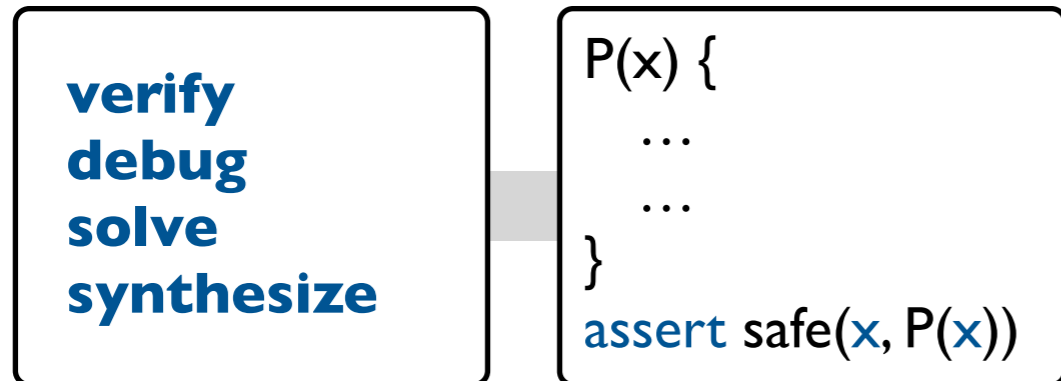 verify
debug
solve
synthesize
P(x) {
…
…
}
assert safe(x, P(x))